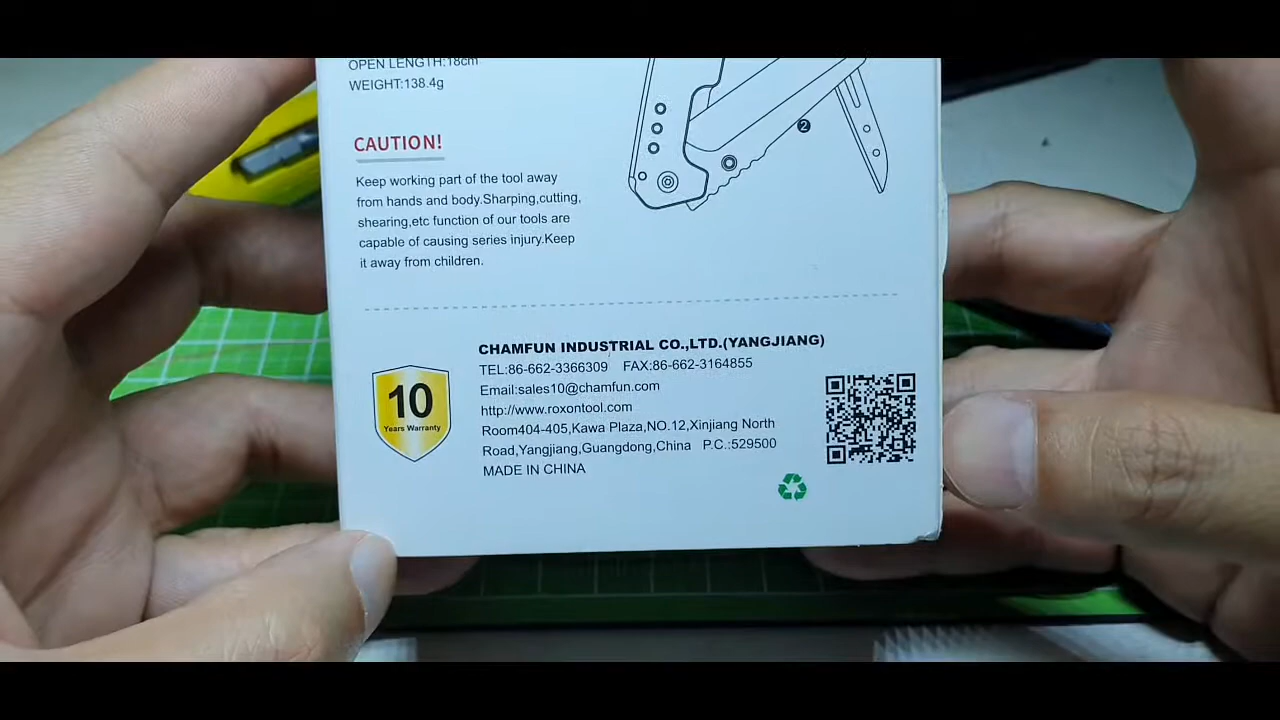 OPEN LENGTH:18cm
WEIGHT:138.4g
CAUTION!
Keep working part of the tool away
from hands and body.Sharping,cutting,
shearing,etc function of our tools are
capable of causing series injury.Keep
it away from children.
2
10
Years Warranty
CHAMFUN INDUSTRIAL CO.,LTD.(YANGJIANG)
TEL:86-662-3366309 FAX:86-662-3164855
Email:sales10@chamfun.com
http://www.roxontool.com
Room404-405,Kawa Plaza,NO.12,Xinjiang North
Road,Yangjiang,Guangdong,China P.C.:529500
MADE IN CHINA